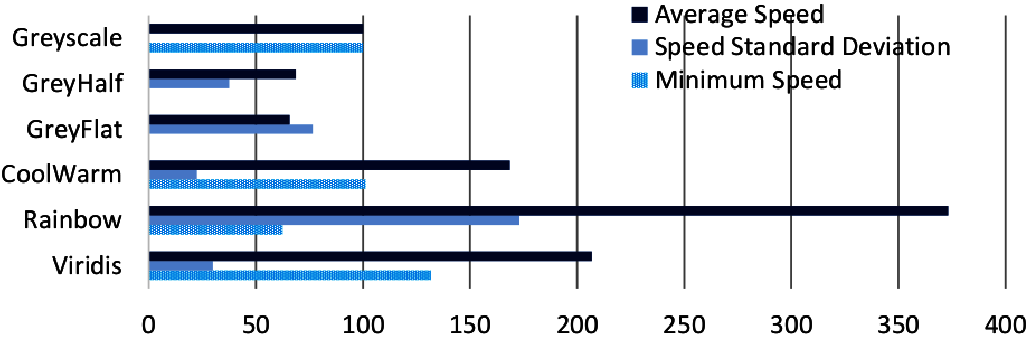 Average Speed
Speed Standard Deviation
Minimum Speed
Greyscale
GreyHalf
GreyFlat
CoolWarm
Rainbow
Viridis
0 50 100 150 200 250 300 350 400